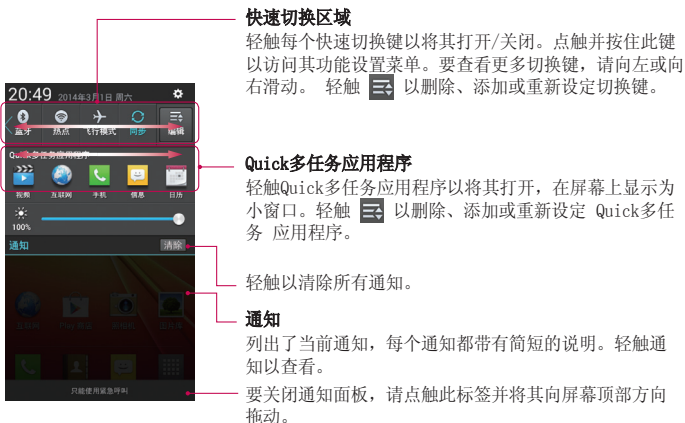 快速切换区域
轻触每个快速切换键以将其打开/关闭。点触并按住此键
以访问其功能设置菜单。要查看更多切换键，请向左或向
右滑动。 轻触 以删除、添加或重新设定切换键。
20:49 2014年3月1日 周六
蓝牙 热点 飞行模式 同步 编辑
Quick多任务应用程序
视频 互联网 手机 信息 日历
100%
通知 清除
互联网 Play 商店 照相机 图片库
只能使用紧急呼叫
Quick多任务应用程序
轻触Quick多任务应用程序以将其打开，在屏幕上显示为
小窗口。轻触 以删除、添加或重新设定 Quick多任
务 应用程序。
轻触以清除所有通知。
通知
列出了当前通知，每个通知都带有简短的说明。轻触通
知以查看。
要关闭通知面板，请点触此标签并将其向屏幕顶部方向
拖动。